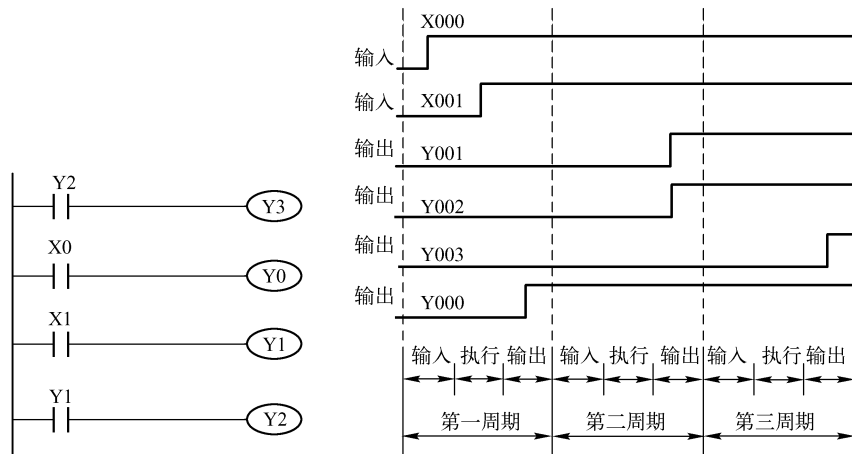 Y2
Y3
X0
Y0
X1
Y1
Y1
Y2
X000
输入
输入 X001
输出 Y001
输出 Y002
输出 Y003
输出 Y000
输入 执行 输出 输入 执行 输出 输入 执行 输出
第一周期 第二周期 第三周期